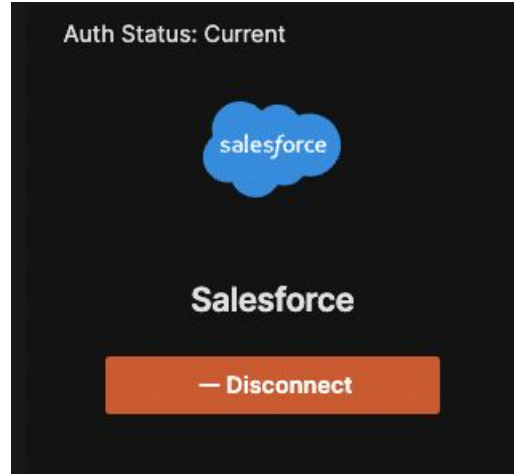 Auth Status: Current
salesforce
Salesforce
— Disconnect